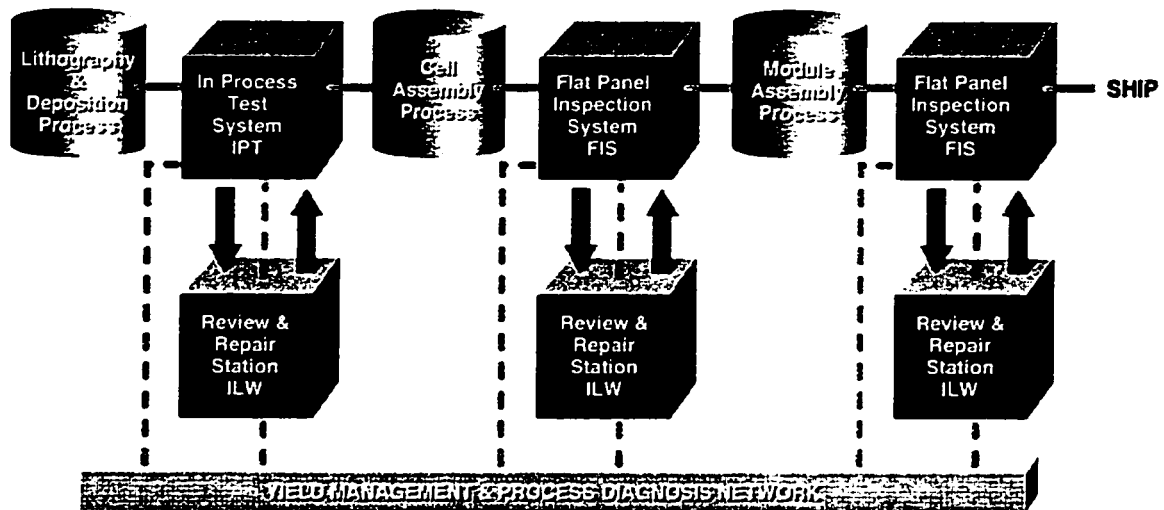 Lithography
&
Deposition
Process
In Process
Test
System
IPT
Cell
Assembly
Process
Flat Panel
Inspection
System
FIS
Module
Assembly
Process
Flat Panel
Inspection
System
FIS
SHIP
Review &
Repair
Station
ILW
Review &
Repair
Station
ILW
Review &
Repair
Station
ILW
YIELD MANAGEMENT & PROCESS DIAGNOSIS NETWORK